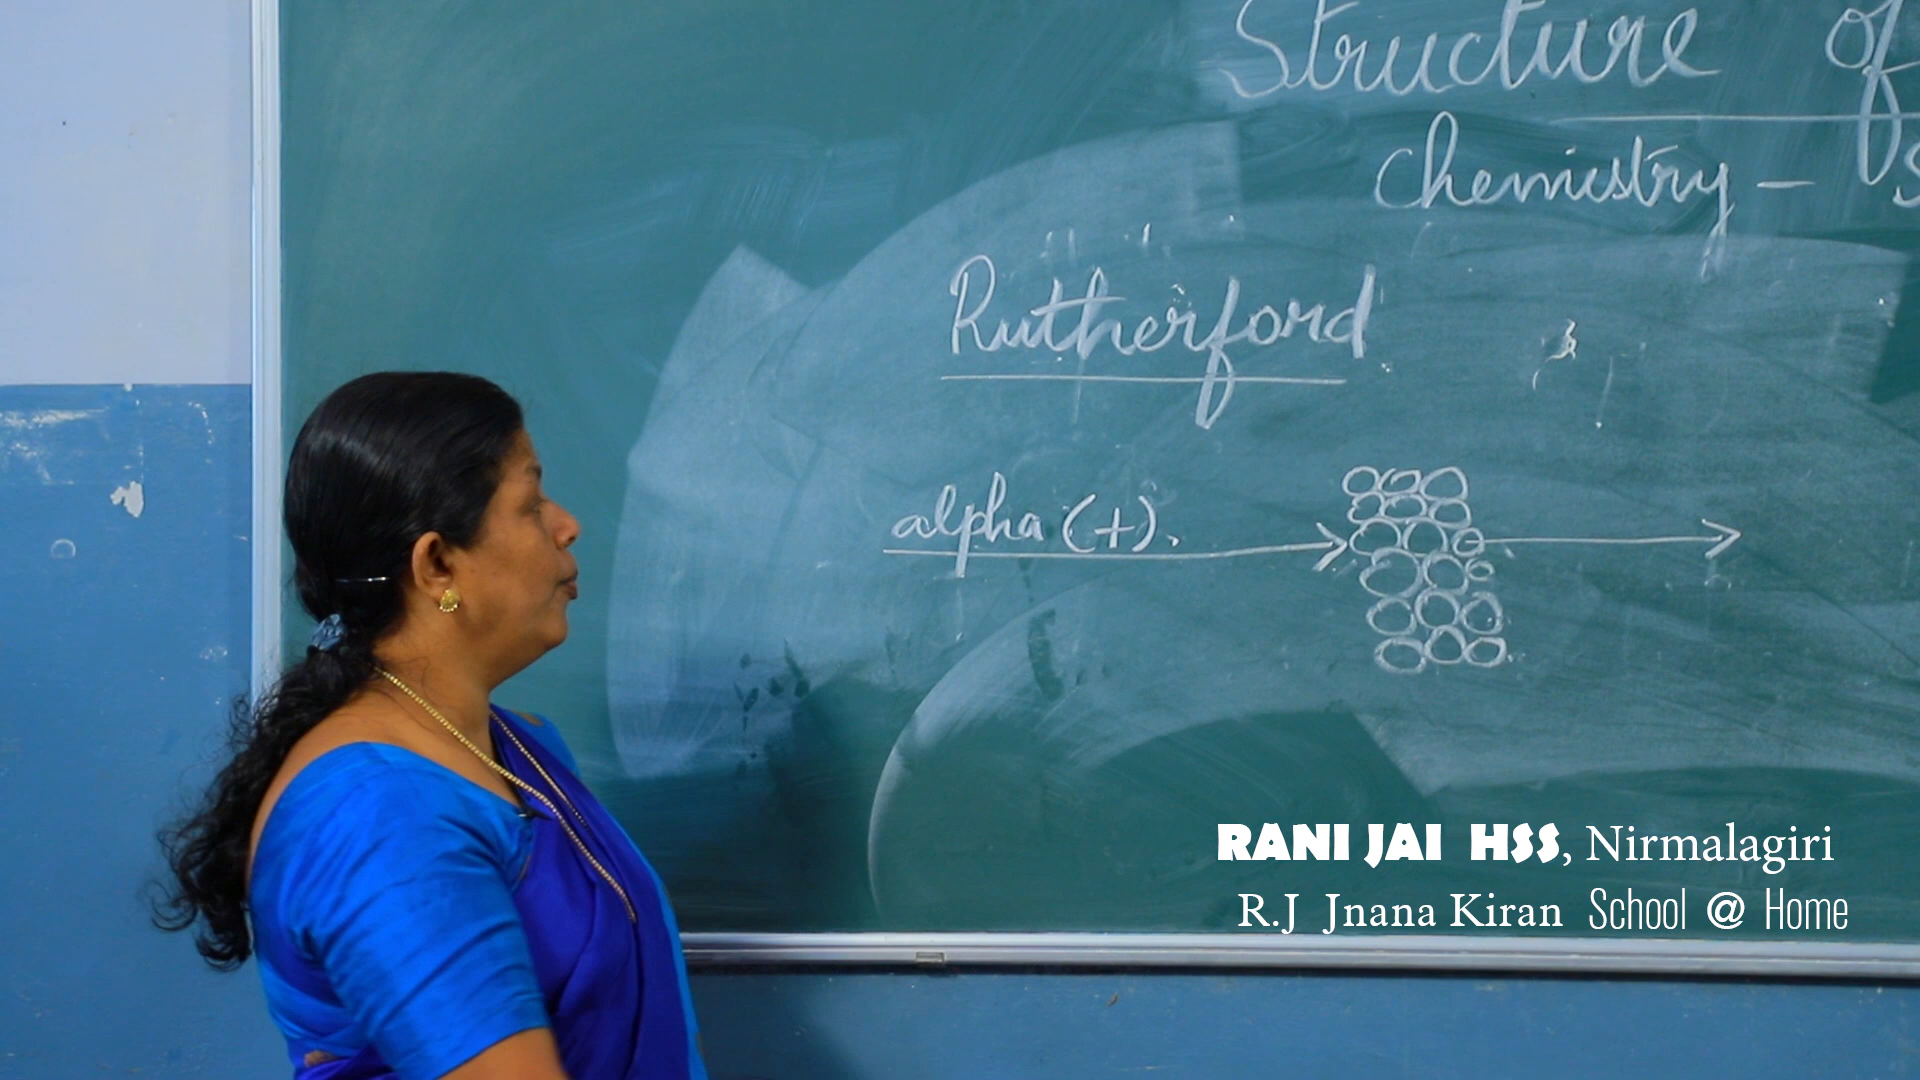 Structure of
Chemistry –
Rutherford
alpha (+).
RANI JAI HSS, Nirmalagiri
R.J Jnana Kiran School @ Home